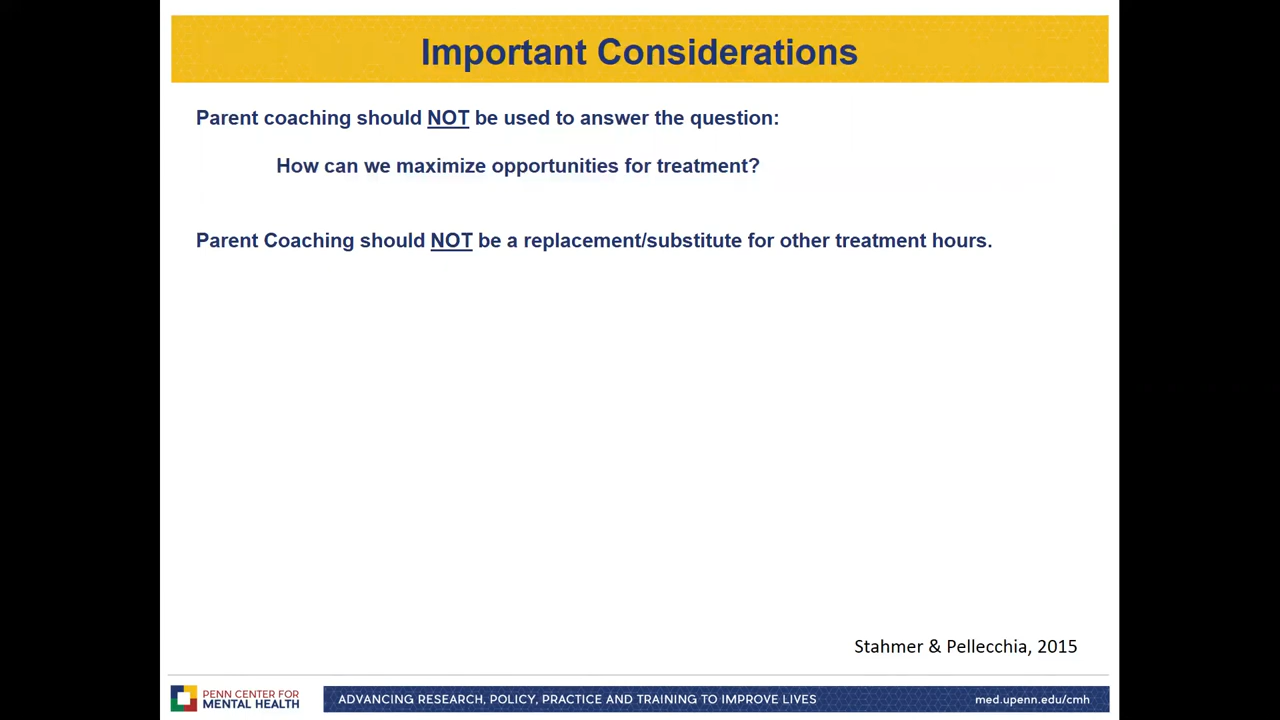 Important Considerations
Parent coaching should NOT be used to answer the question:
How can we maximize opportunities for treatment?
Parent Coaching should NOT be a replacement/substitute for other treatment hours.
Stahmer & Pellecchia, 2015
PENN CENTER FOR
MENTAL HEALTH
ADVANCING RESEARCH, POLICY, PRACTICE AND TRAINING TO IMPROVE LIVES
med.upenn.edu/cmh